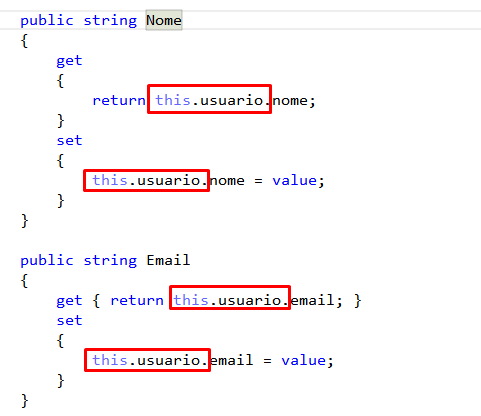 public string Nome
{
get
{
return this.usuario.nome;
}
set
{
this.usuario.nome = value;
}
}
public string Email
{
get { return this.usuario.email; }
set
{
this.usuario.email = value;
}
}